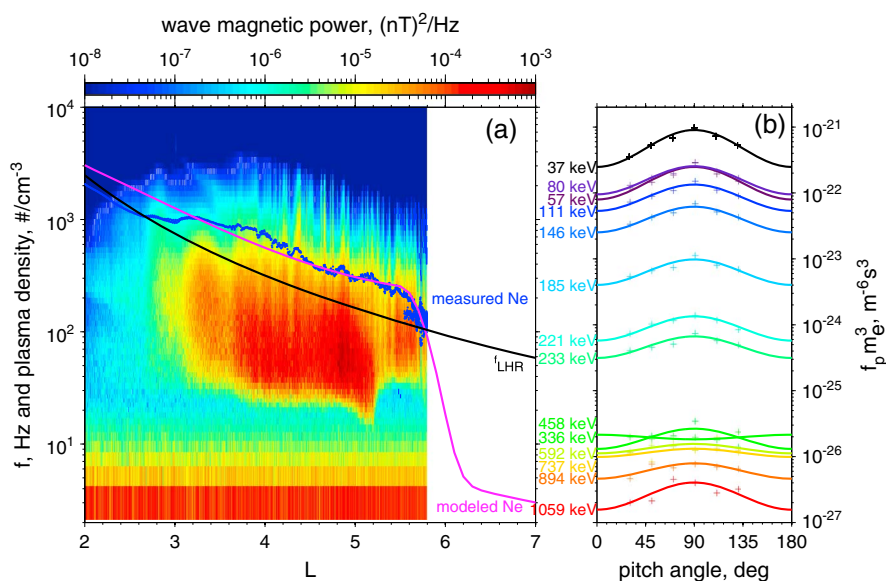 wave magnetic power, (nT)²/Hz
10⁻⁸ 10⁻⁷ 10⁻⁶ 10⁻⁵ 10⁻⁴ 10⁻³
(a)
(b)
f, Hz and plasma density, #/cm⁻³
10⁴
10³
10²
10¹
measured Ne
fLHR
modeled Ne
2 3 4 5 6 7
L
37 keV
80 keV
57 keV
111 keV
146 keV
185 keV
221 keV
233 keV
458 keV
336 keV
592 keV
737 keV
894 keV
1059 keV
10⁻²¹
10⁻²²
10⁻²³
10⁻²⁴
10⁻²⁵
10⁻²⁶
10⁻²⁷
fₚ mₑ³, m⁻⁶s³
0 45 90 135 180
pitch angle, deg